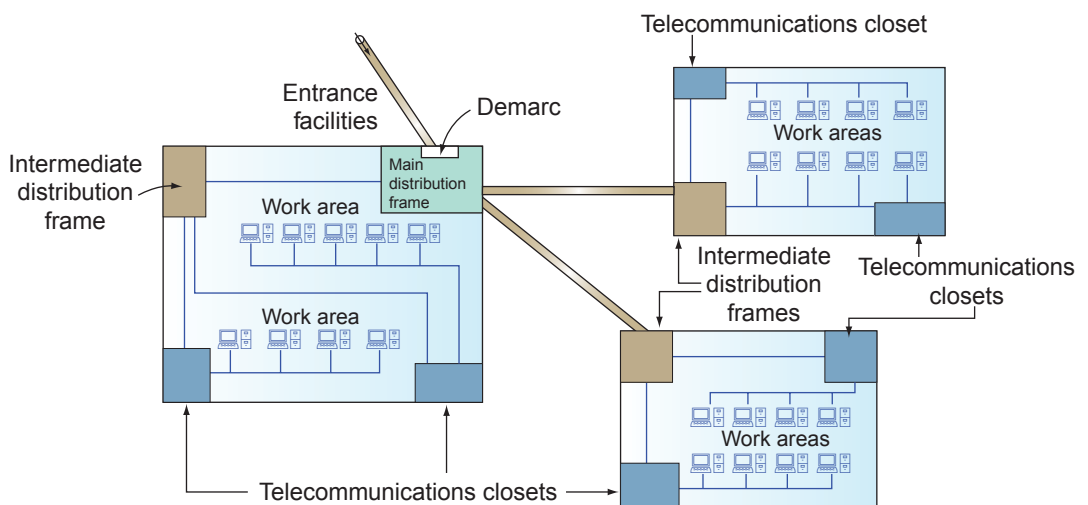 Telecommunications closet
Entrance
facilities
Demarc
Work areas
Intermediate
distribution
frame
Main
distribution
frame
Work area
Intermediate
distribution
frames
Telecommunications
closets
Work area
Work areas
Telecommunications closets